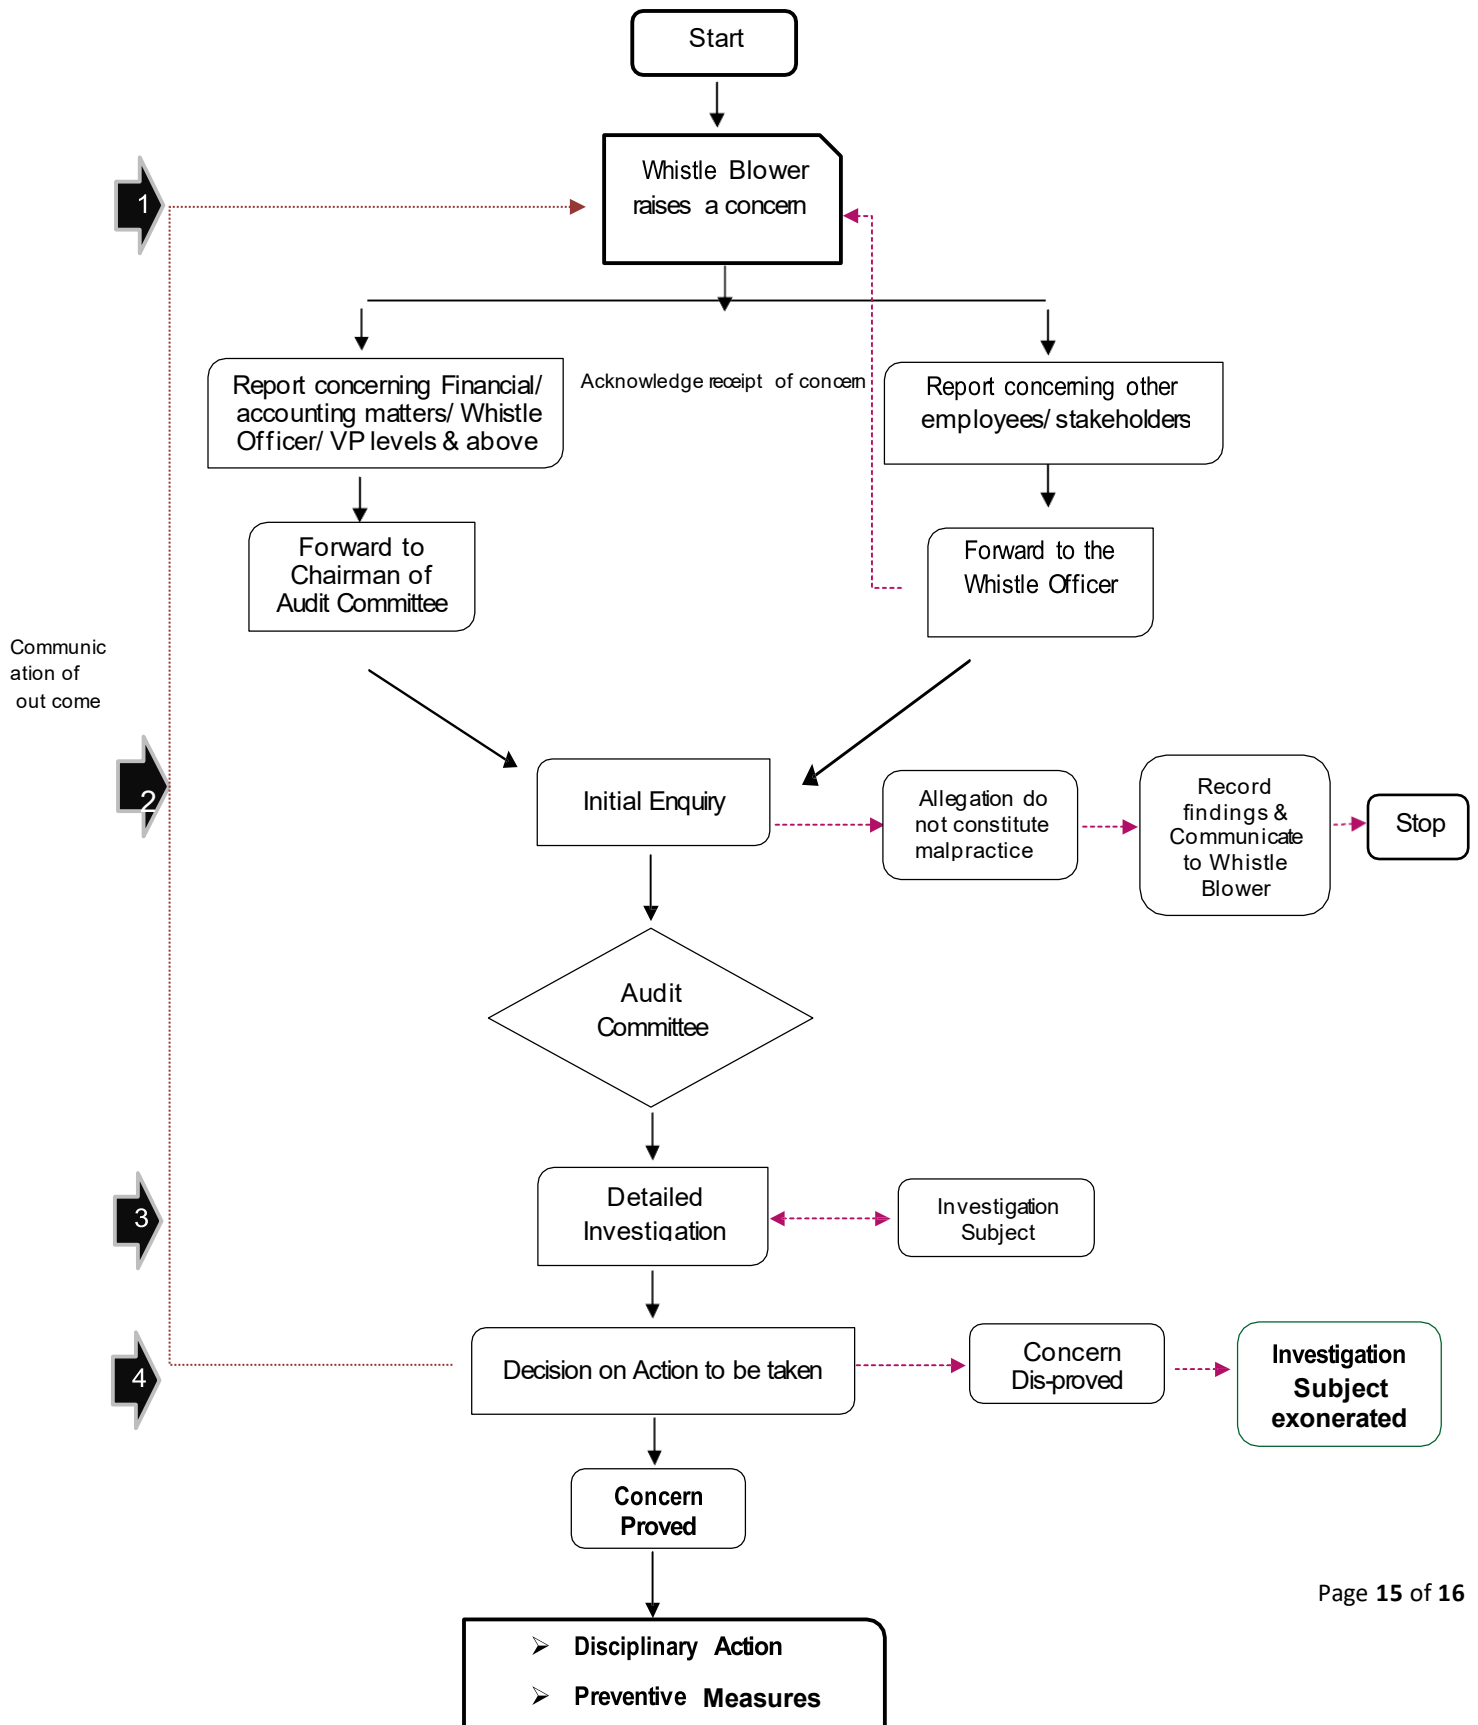 Start
1
Whistle Blower
raises a concern
Report concerning Financial/
accounting matters/ Whistle
Officer/ VP levels & above
Acknowledge receipt of concern
Report concerning other
employees/ stakeholders
Forward to
Chairman of
Audit Committee
Forward to the
Whistle Officer
Communic
ation of
out come
2
Initial Enquiry
Allegation do
not constitute
malpractice
Record
findings &
Communicate
to Whistle
Blower
Stop
Audit
Committee
3
Detailed
Investigation
Investigation
Subject
4
Decision on Action to be taken
Concern
Dis-proved
Investigation
Subject
exonerated
Concern
Proved
Page 15 of 16
➢ Disciplinary Action
➢ Preventive Measures